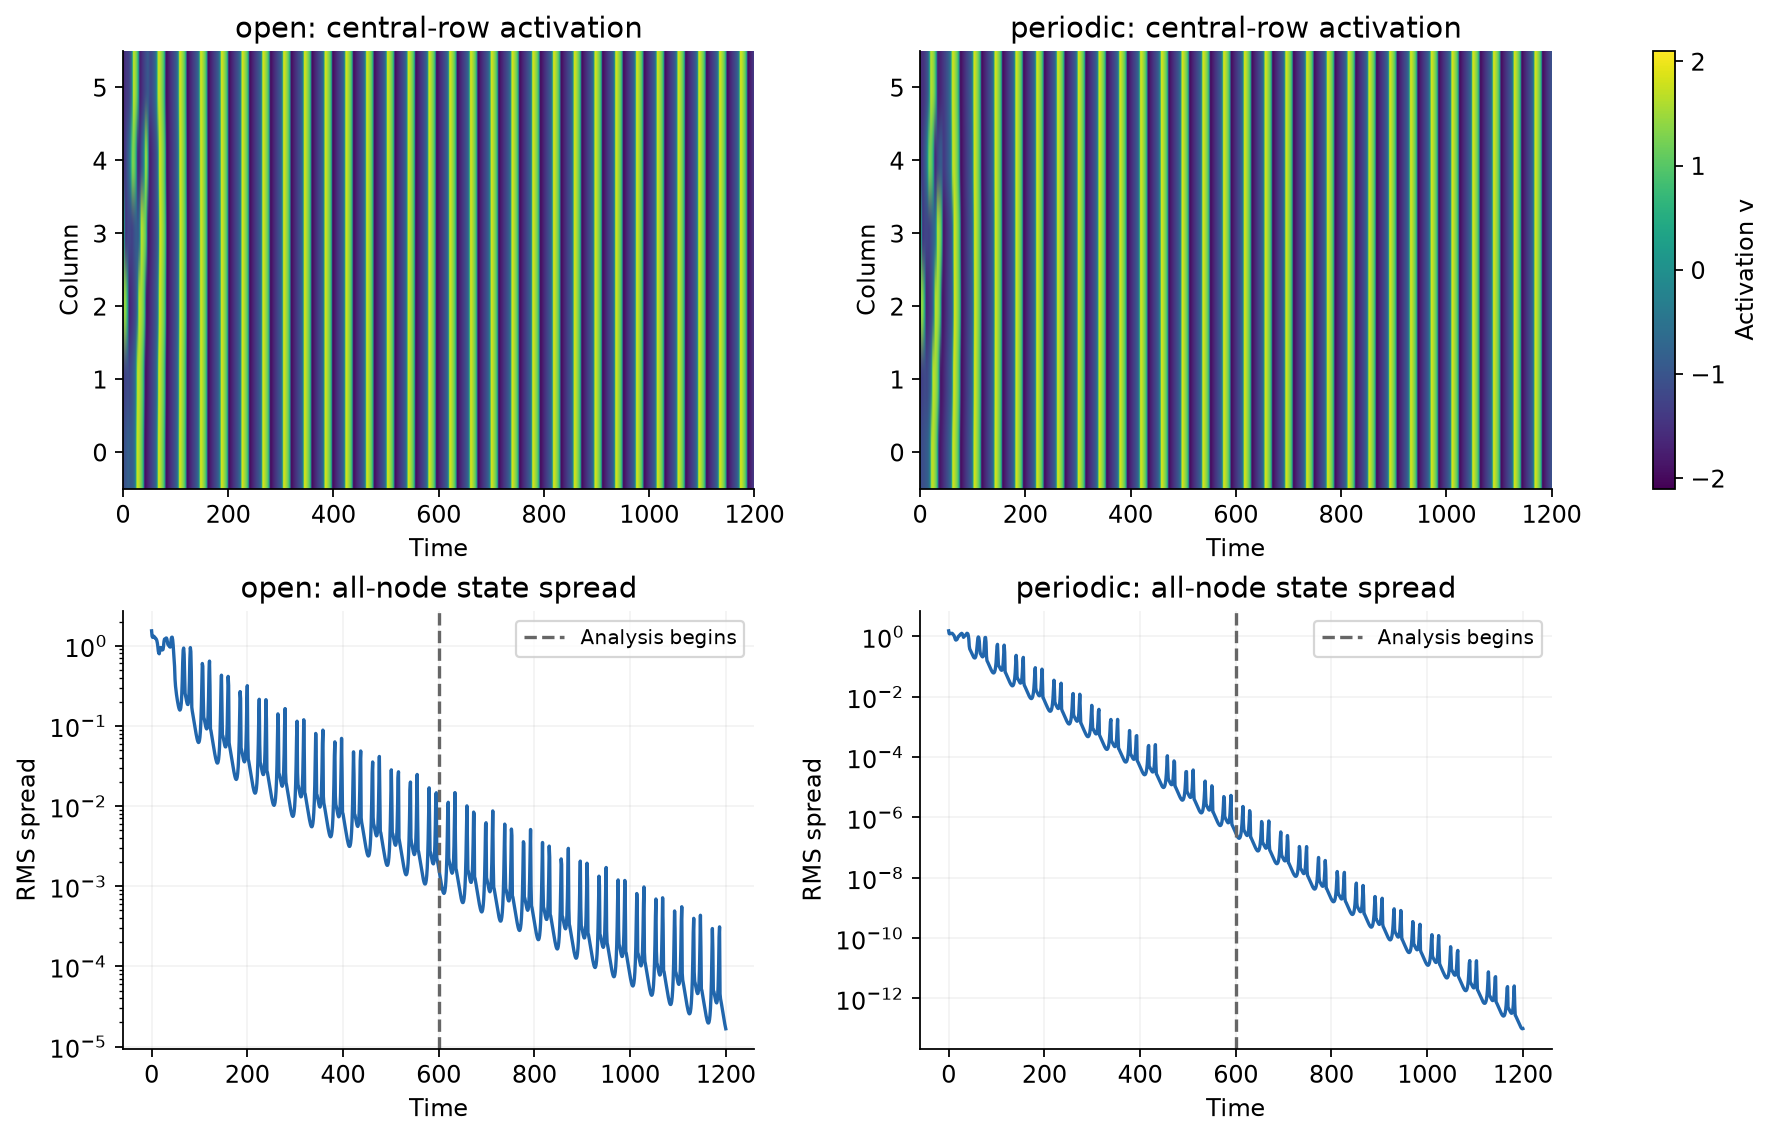 open: central-row activation
5
4
3
2
1
0
Column
0 200 400 600 800 1000 1200
Time
periodic: central-row activation
5
4
3
2
1
0
Column
0 200 400 600 800 1000 1200
Time
2
1
0
−1
−2
Activation v
open: all-node state spread
Analysis begins
10⁰
10⁻¹
10⁻²
10⁻³
10⁻⁴
10⁻⁵
RMS spread
0 200 400 600 800 1000 1200
Time
periodic: all-node state spread
Analysis begins
10⁰
10⁻²
10⁻⁴
10⁻⁶
10⁻⁸
10⁻¹⁰
10⁻¹²
RMS spread
0 200 400 600 800 1000 1200
Time